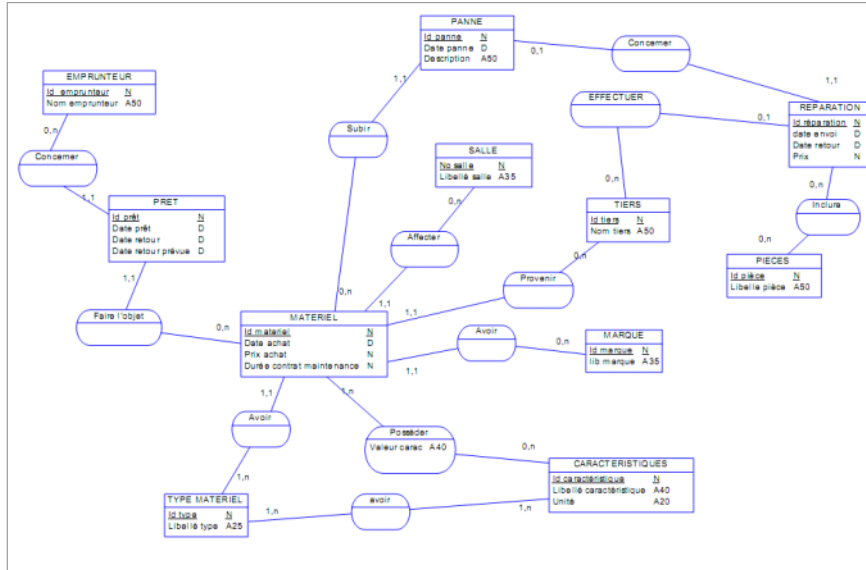 PANNE
Id panne N
Date panne D
Description A50
0,1
Concerner
1,1
1,1
EMPRUNTEUR
Id emprunteur N
Nom emprunteur A50
0,n
Concerner
1,1
EFFECTUER
0,1
0,n
REPARATION
Id réparation N
date envoi D
Date retour D
Prix N
Subir
0,n
SALLE
No salle N
Libellé salle A35
0,n
Affecter
1,1
PRET
Id prêt N
Date prêt D
Date retour D
Date retour prévue D
1,1
TIERS
Id tiers N
Nom tiers A50
0,n
0,n
Inclure
0,n
PIECES
Id pièce N
Libelle pièce A50
Provenir
1,1
Faire l'objet
0,n
MATERIEL
Id materiel N
Date achat D
Prix achat N
Durée contrat maintenance N
Avoir
1,1
0,n
MARQUE
Id marque N
lib marque A35
1,1
Avoir
1,n
1,n
Posséder
Valeur carac A40
0,n
CARACTERISTIQUES
Id caractéristique N
Libellé caractéristique A40
Unité A20
TYPE MATERIEL
Id type N
Libellé type A25
1,n
avoir
1,n